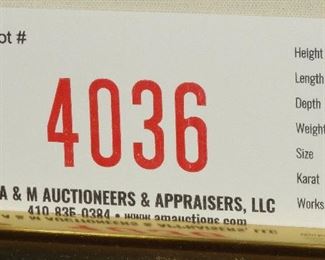 ot #
4036
A & M AUCTIONEERS & APPRAISERS, LLC
410-835-0384 • www.amauctions.com
Height
Length
Depth
Weight
Size
Karat
Works